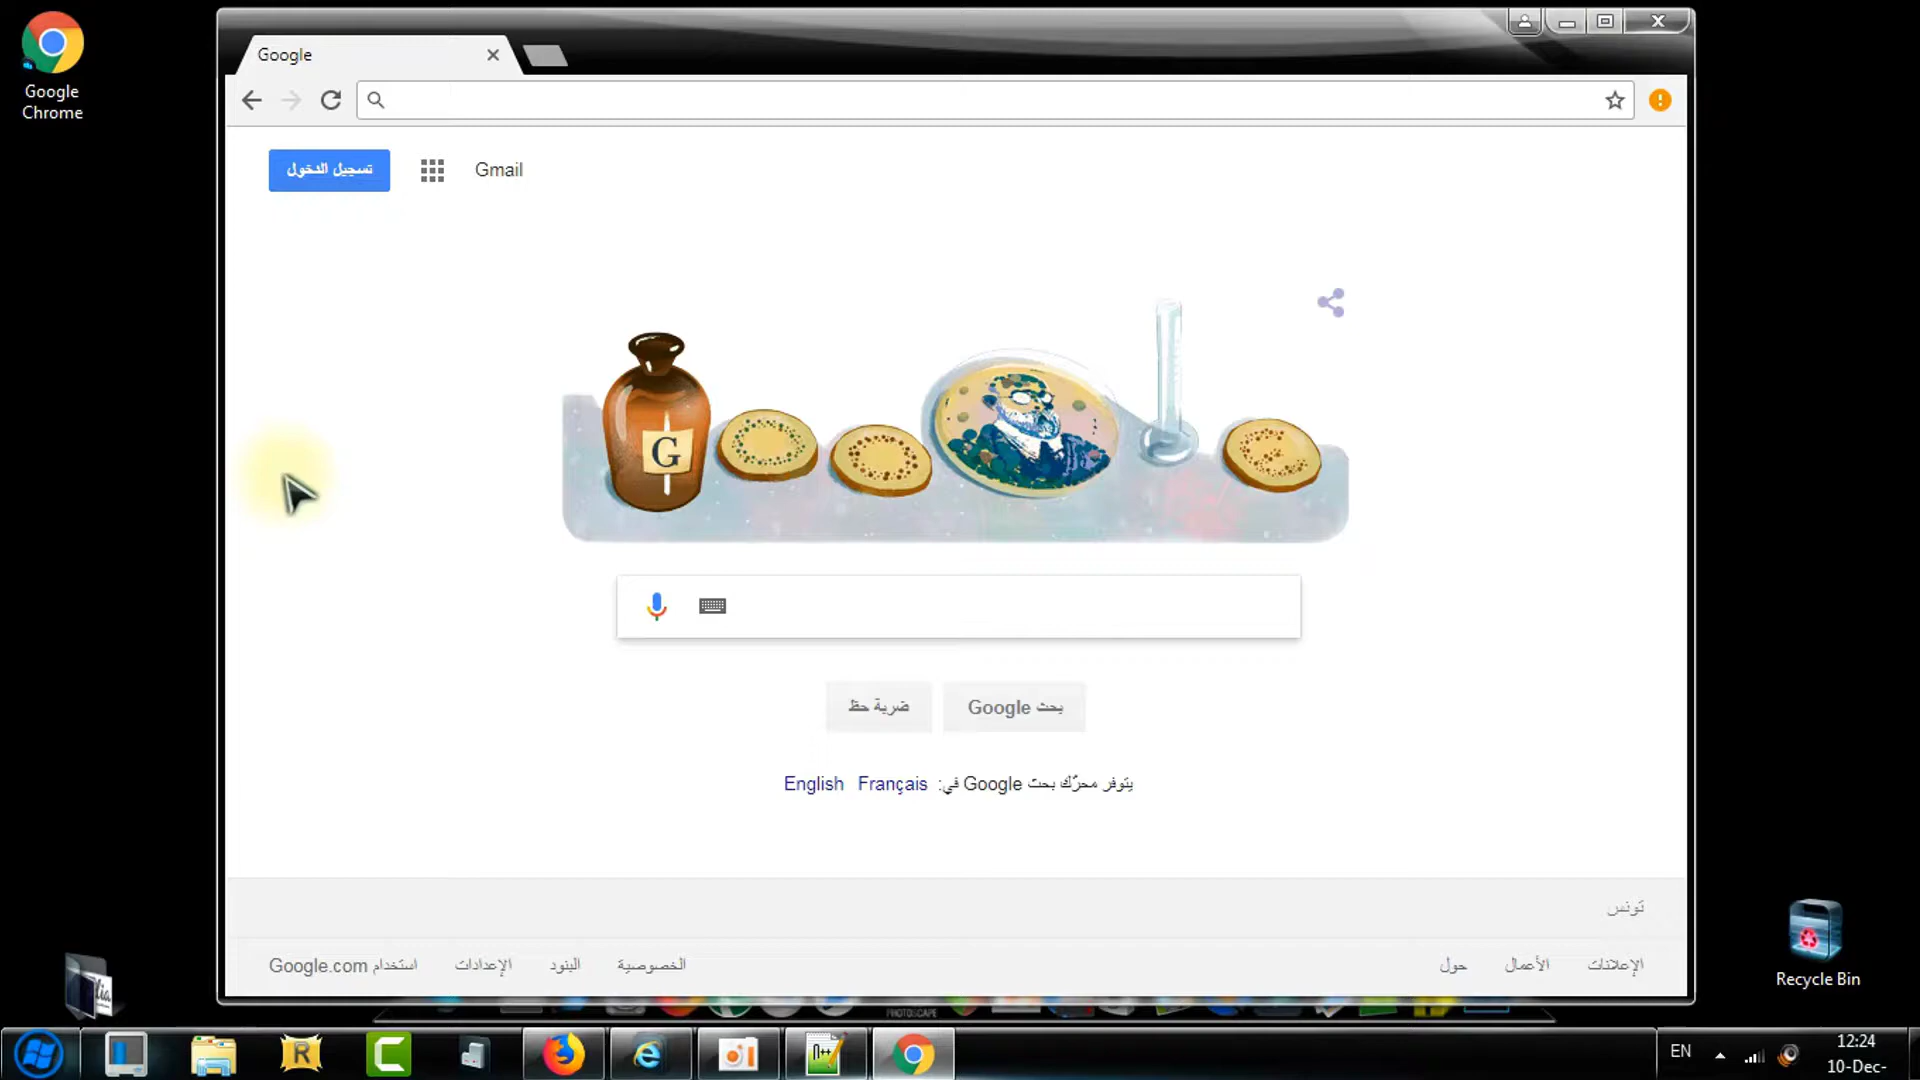 Google
Google
Chrome
تسجيل الدخول
Gmail
G
بحث Google
ضربة حظ
يتوفر محرّك بحث Google في: Français English
تونس
الإعلانات الأعمال حول
الخصوصية البنود الإعدادات استخدام Google.com
Recycle Bin
PHOTOSCAPE
EN
12:24
10-Dec-